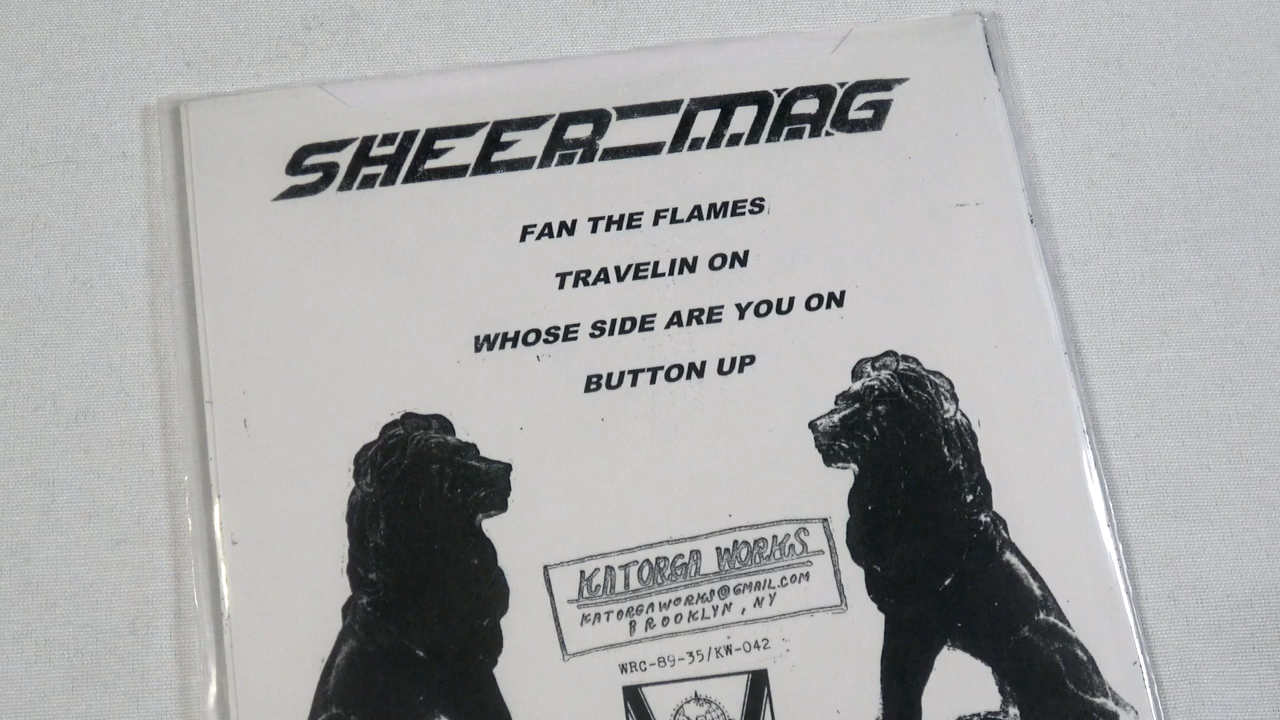 SHEER MAG
FAN THE FLAMES
TRAVELIN ON
WHOSE SIDE ARE YOU ON
BUTTON UP
KATORGA WORKS
KATORGAWORKS@GMAIL.COM
BROOKLYN, NY
WRC-89-35/KW-042